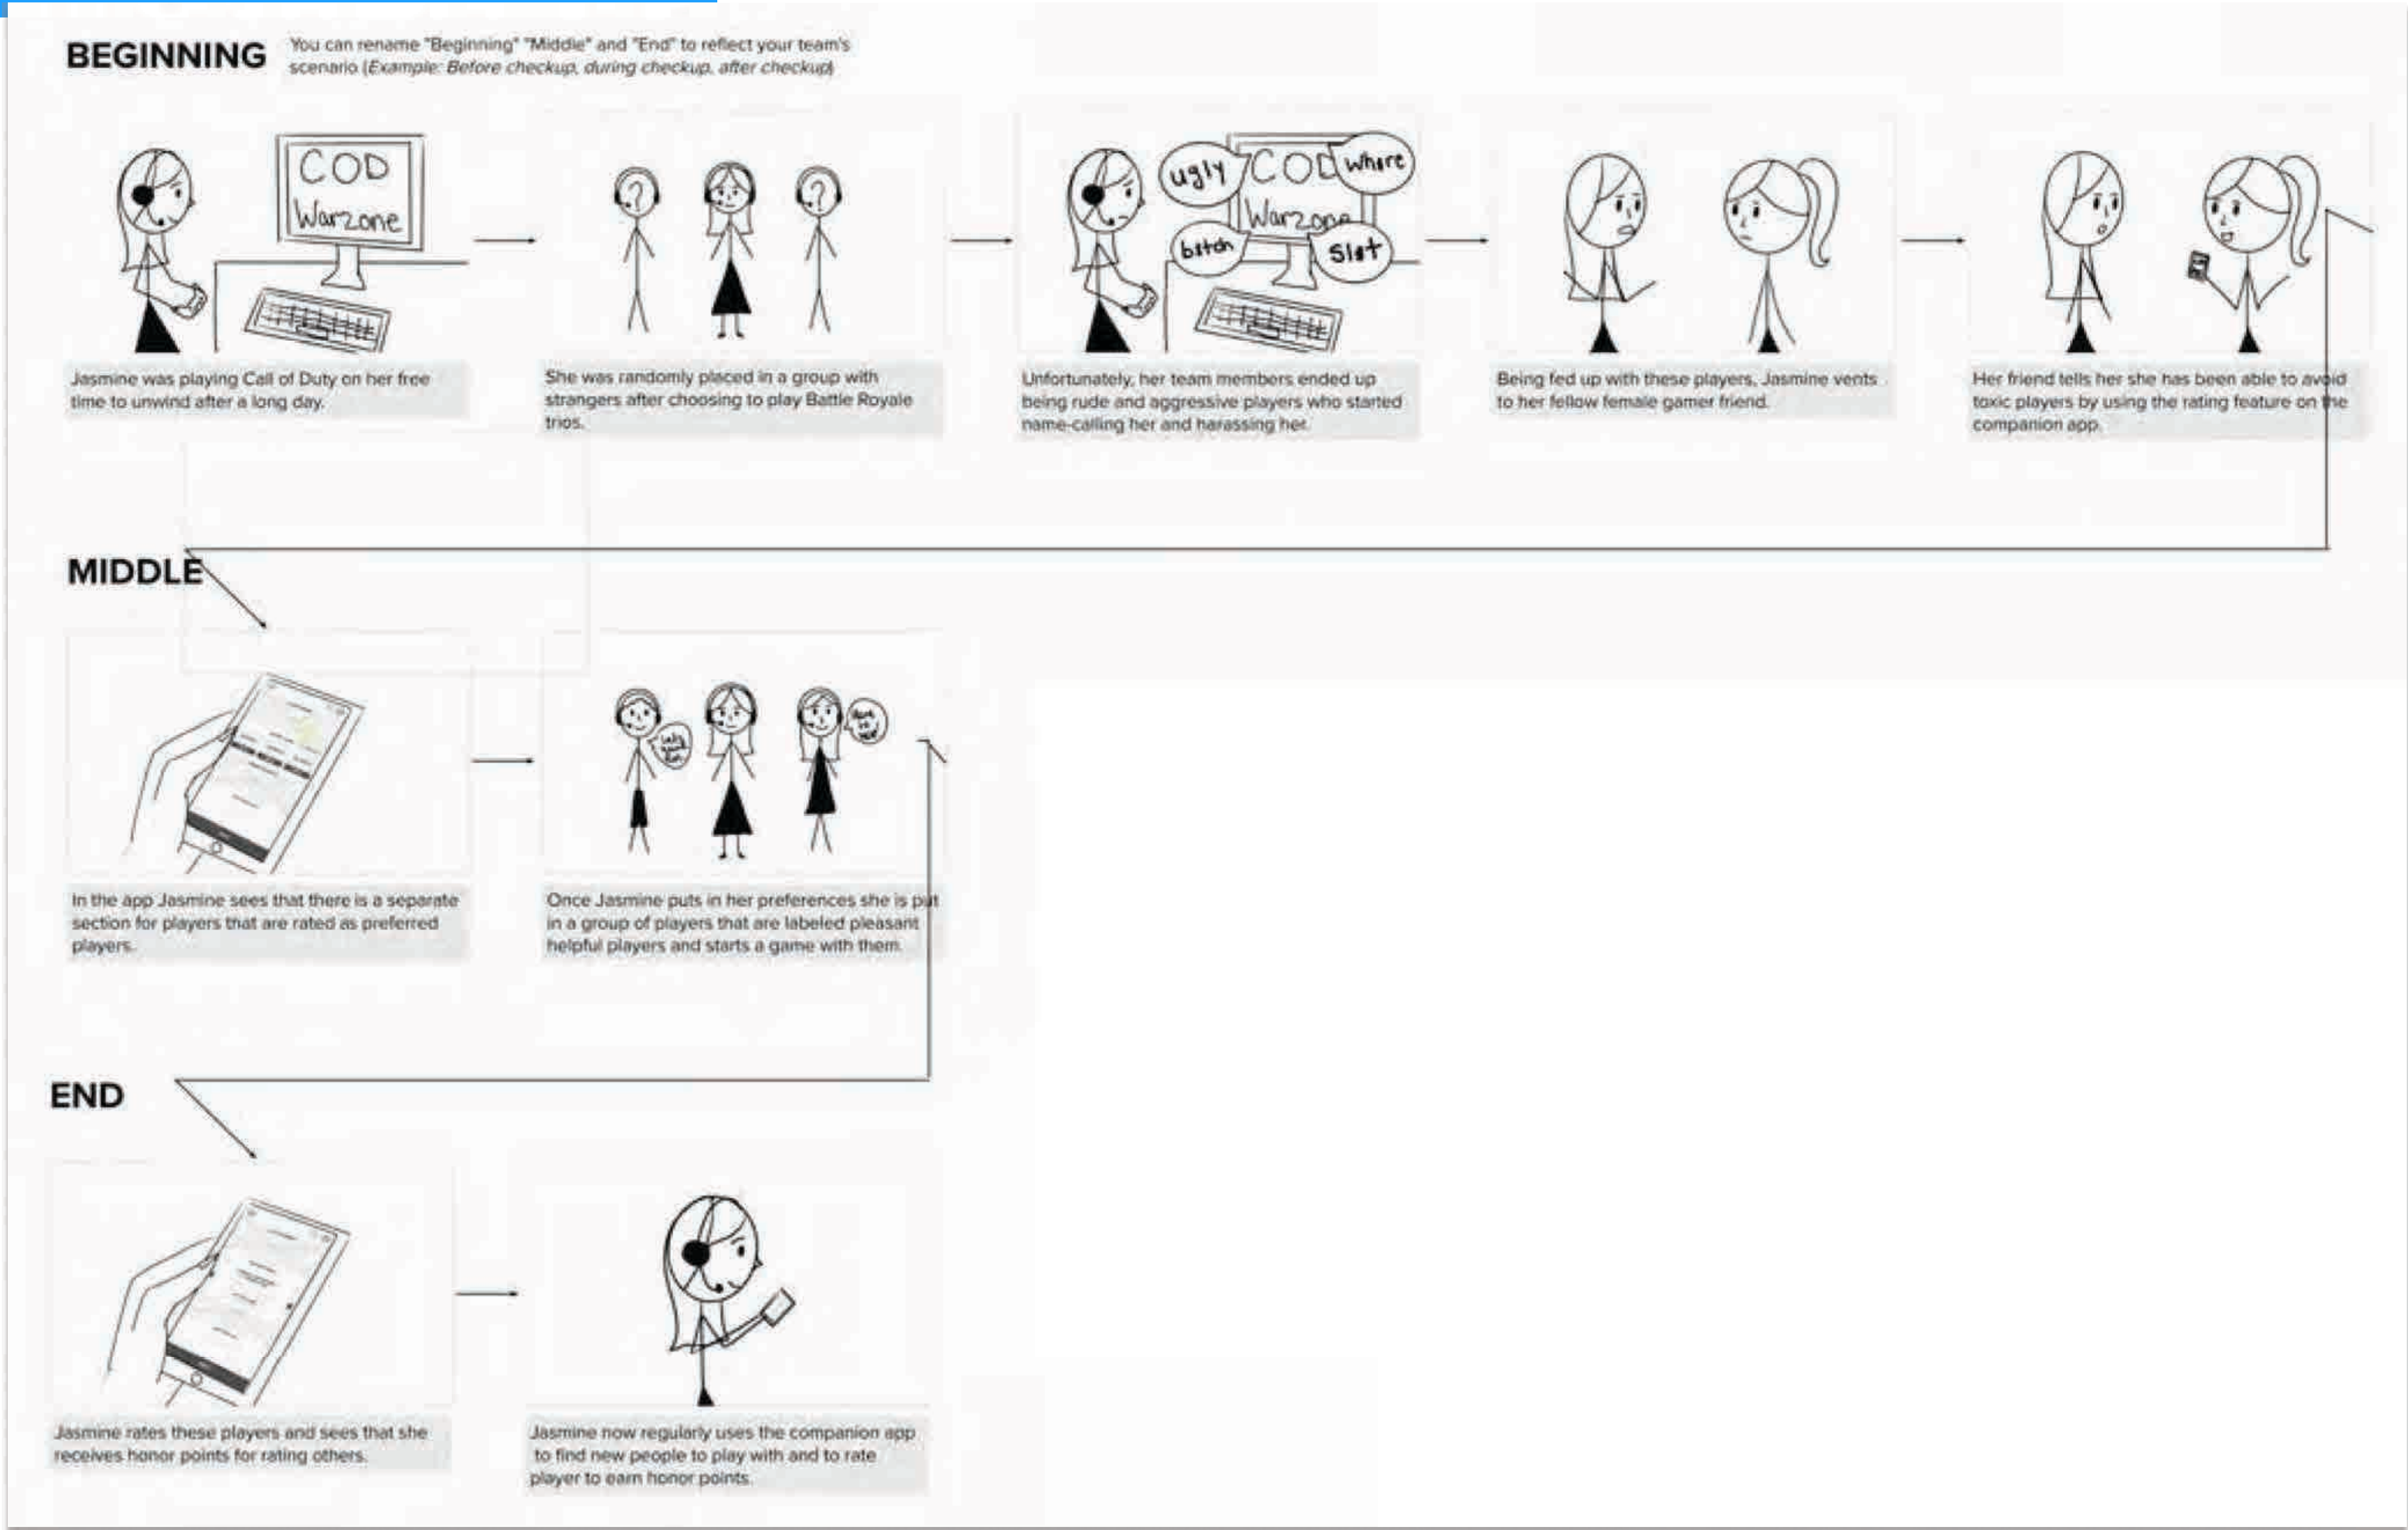 BEGINNING
You can rename "Beginning" "Middle" and "End" to reflect your team's
scenario (Example: Before checkup, during checkup, after checkup)
COD
Warzone
?
?
ugly
COD
whore
Warzone
bitch
Slut
Jasmine was playing Call of Duty on her free
time to unwind after a long day.
She was randomly placed in a group with
strangers after choosing to play Battle Royale
trios.
Unfortunately, her team members ended up
being rude and aggressive players who started
name-calling her and harassing her.
Being fed up with these players, Jasmine vents
to her fellow female gamer friend.
Her friend tells her she has been able to avoid
toxic players by using the rating feature on the
companion app.
MIDDLE
In the app Jasmine sees that there is a separate
section for players that are rated as preferred
players.
Once Jasmine puts in her preferences she is put
in a group of players that are labeled pleasant
helpful players and starts a game with them.
END
Jasmine rates these players and sees that she
receives honor points for rating others.
Jasmine now regularly uses the companion app
to find new people to play with and to rate
player to earn honor points.